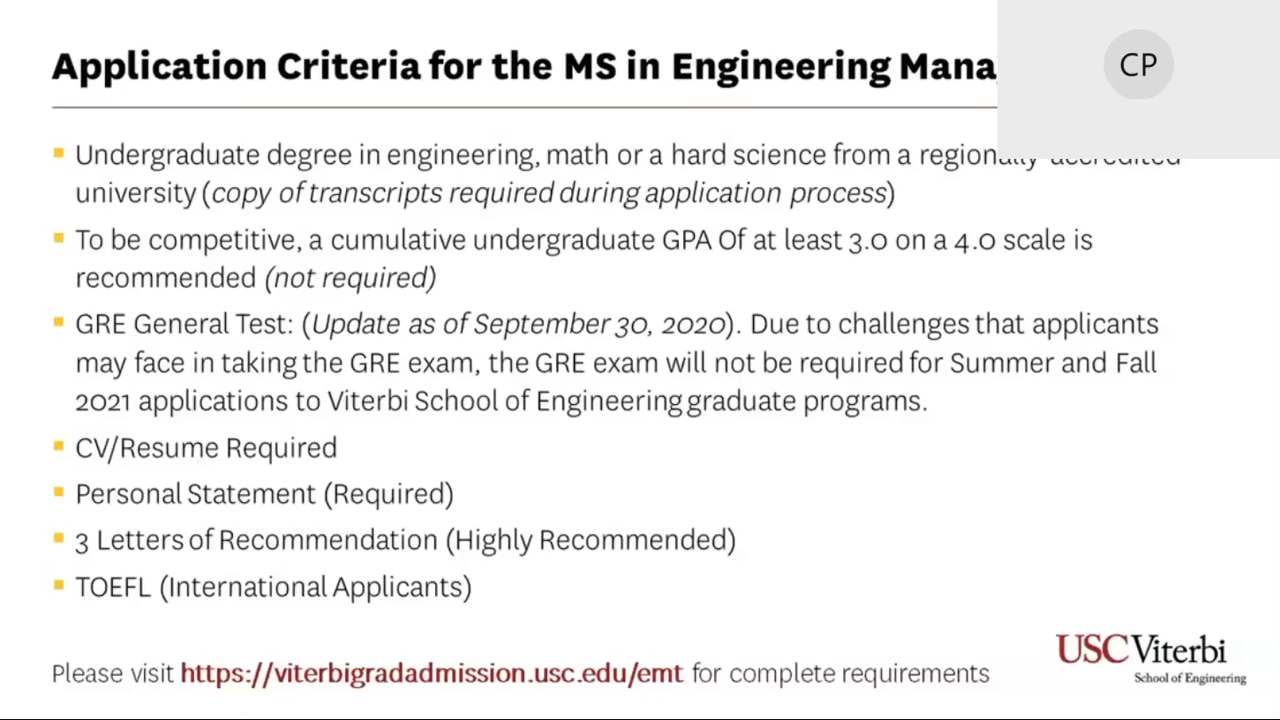 Application Criteria for the MS in Engineering Mana
CP
Undergraduate degree in engineering, math or a hard science from a regionally accredited
university (copy of transcripts required during application process)
To be competitive, a cumulative undergraduate GPA Of at least 3.0 on a 4.0 scale is
recommended (not required)
GRE General Test: (Update as of September 30, 2020). Due to challenges that applicants
may face in taking the GRE exam, the GRE exam will not be required for Summer and Fall
2021 applications to Viterbi School of Engineering graduate programs.
CV/Resume Required
Personal Statement (Required)
3 Letters of Recommendation (Highly Recommended)
TOEFL (International Applicants)
Please visit https://viterbigradadmission.usc.edu/emt for complete requirements
USC Viterbi
School of Engineering